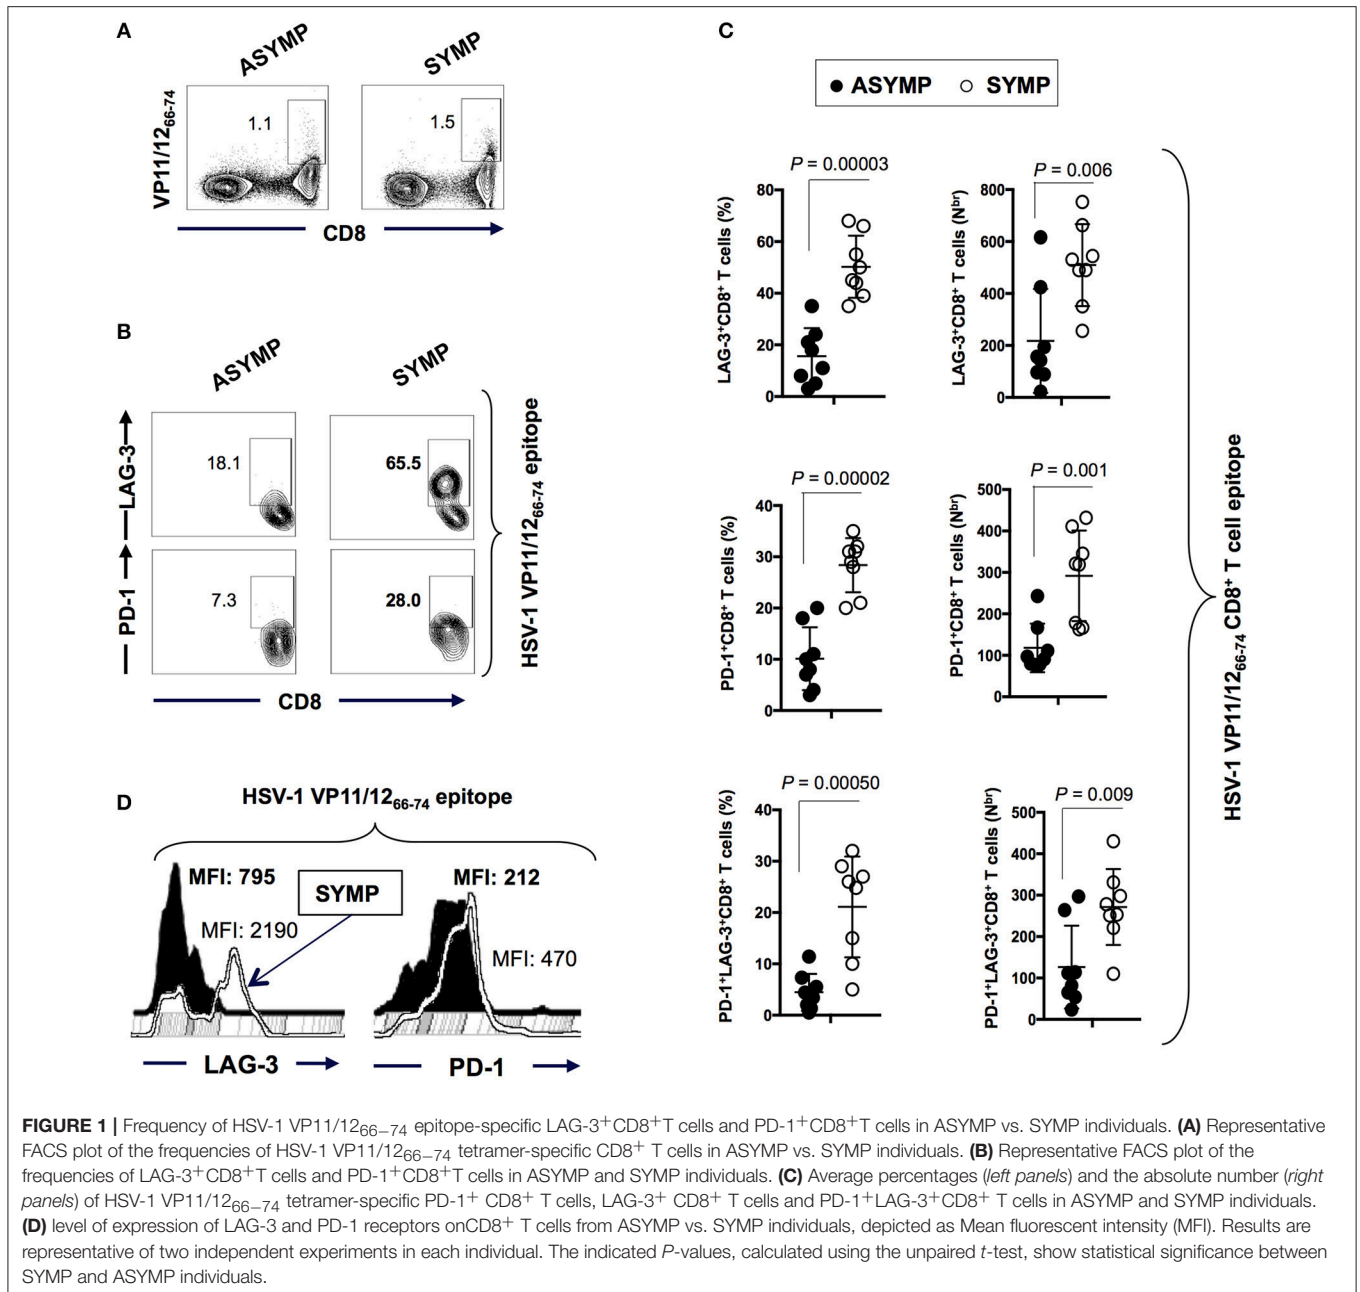 A
ASYMP
SYMP
VP11/12₆₆₋₇₄
1.1
1.5
CD8
B
ASYMP
SYMP
LAG-3
18.1
65.5
PD-1
7.3
28.0
CD8
HSV-1 VP11/12₆₆₋₇₄ epitope
C
ASYMP SYMP
P = 0.00003
LAG-3⁺CD8⁺ T cells (%)
80
60
40
20
0
P = 0.006
LAG-3⁺CD8⁺ T cells (Nᵇʳ)
800
600
400
200
0
P = 0.00002
PD-1⁺CD8⁺ T cells (%)
40
30
20
10
0
P = 0.001
PD-1⁺CD8⁺ T cells (Nᵇʳ)
500
400
300
200
100
0
P = 0.00050
PD-1⁺LAG-3⁺CD8⁺ T cells (%)
40
30
20
10
0
P = 0.009
PD-1⁺LAG-3⁺CD8⁺ T cells (Nᵇʳ)
500
400
300
200
100
0
HSV-1 VP11/12₆₆₋₇₄ CD8⁺ T cell epitope
D
HSV-1 VP11/12₆₆₋₇₄ epitope
MFI: 795
SYMP
MFI: 2190
MFI: 212
MFI: 470
LAG-3
PD-1
FIGURE 1 | Frequency of HSV-1 VP11/12₆₆₋₇₄ epitope-specific LAG-3⁺CD8⁺T cells and PD-1⁺CD8⁺T cells in ASYMP vs. SYMP individuals. (A) Representative
FACS plot of the frequencies of HSV-1 VP11/12₆₆₋₇₄ tetramer-specific CD8⁺ T cells in ASYMP vs. SYMP individuals. (B) Representative FACS plot of the
frequencies of LAG-3⁺CD8⁺T cells and PD-1⁺CD8⁺T cells in ASYMP and SYMP individuals. (C) Average percentages (left panels) and the absolute number (right
panels) of HSV-1 VP11/12₆₆₋₇₄ tetramer-specific PD-1⁺ CD8⁺ T cells, LAG-3⁺ CD8⁺ T cells and PD-1⁺LAG-3⁺CD8⁺ T cells in ASYMP and SYMP individuals.
(D) level of expression of LAG-3 and PD-1 receptors onCD8⁺ T cells from ASYMP vs. SYMP individuals, depicted as Mean fluorescent intensity (MFI). Results are
representative of two independent experiments in each individual. The indicated P-values, calculated using the unpaired t-test, show statistical significance between
SYMP and ASYMP individuals.